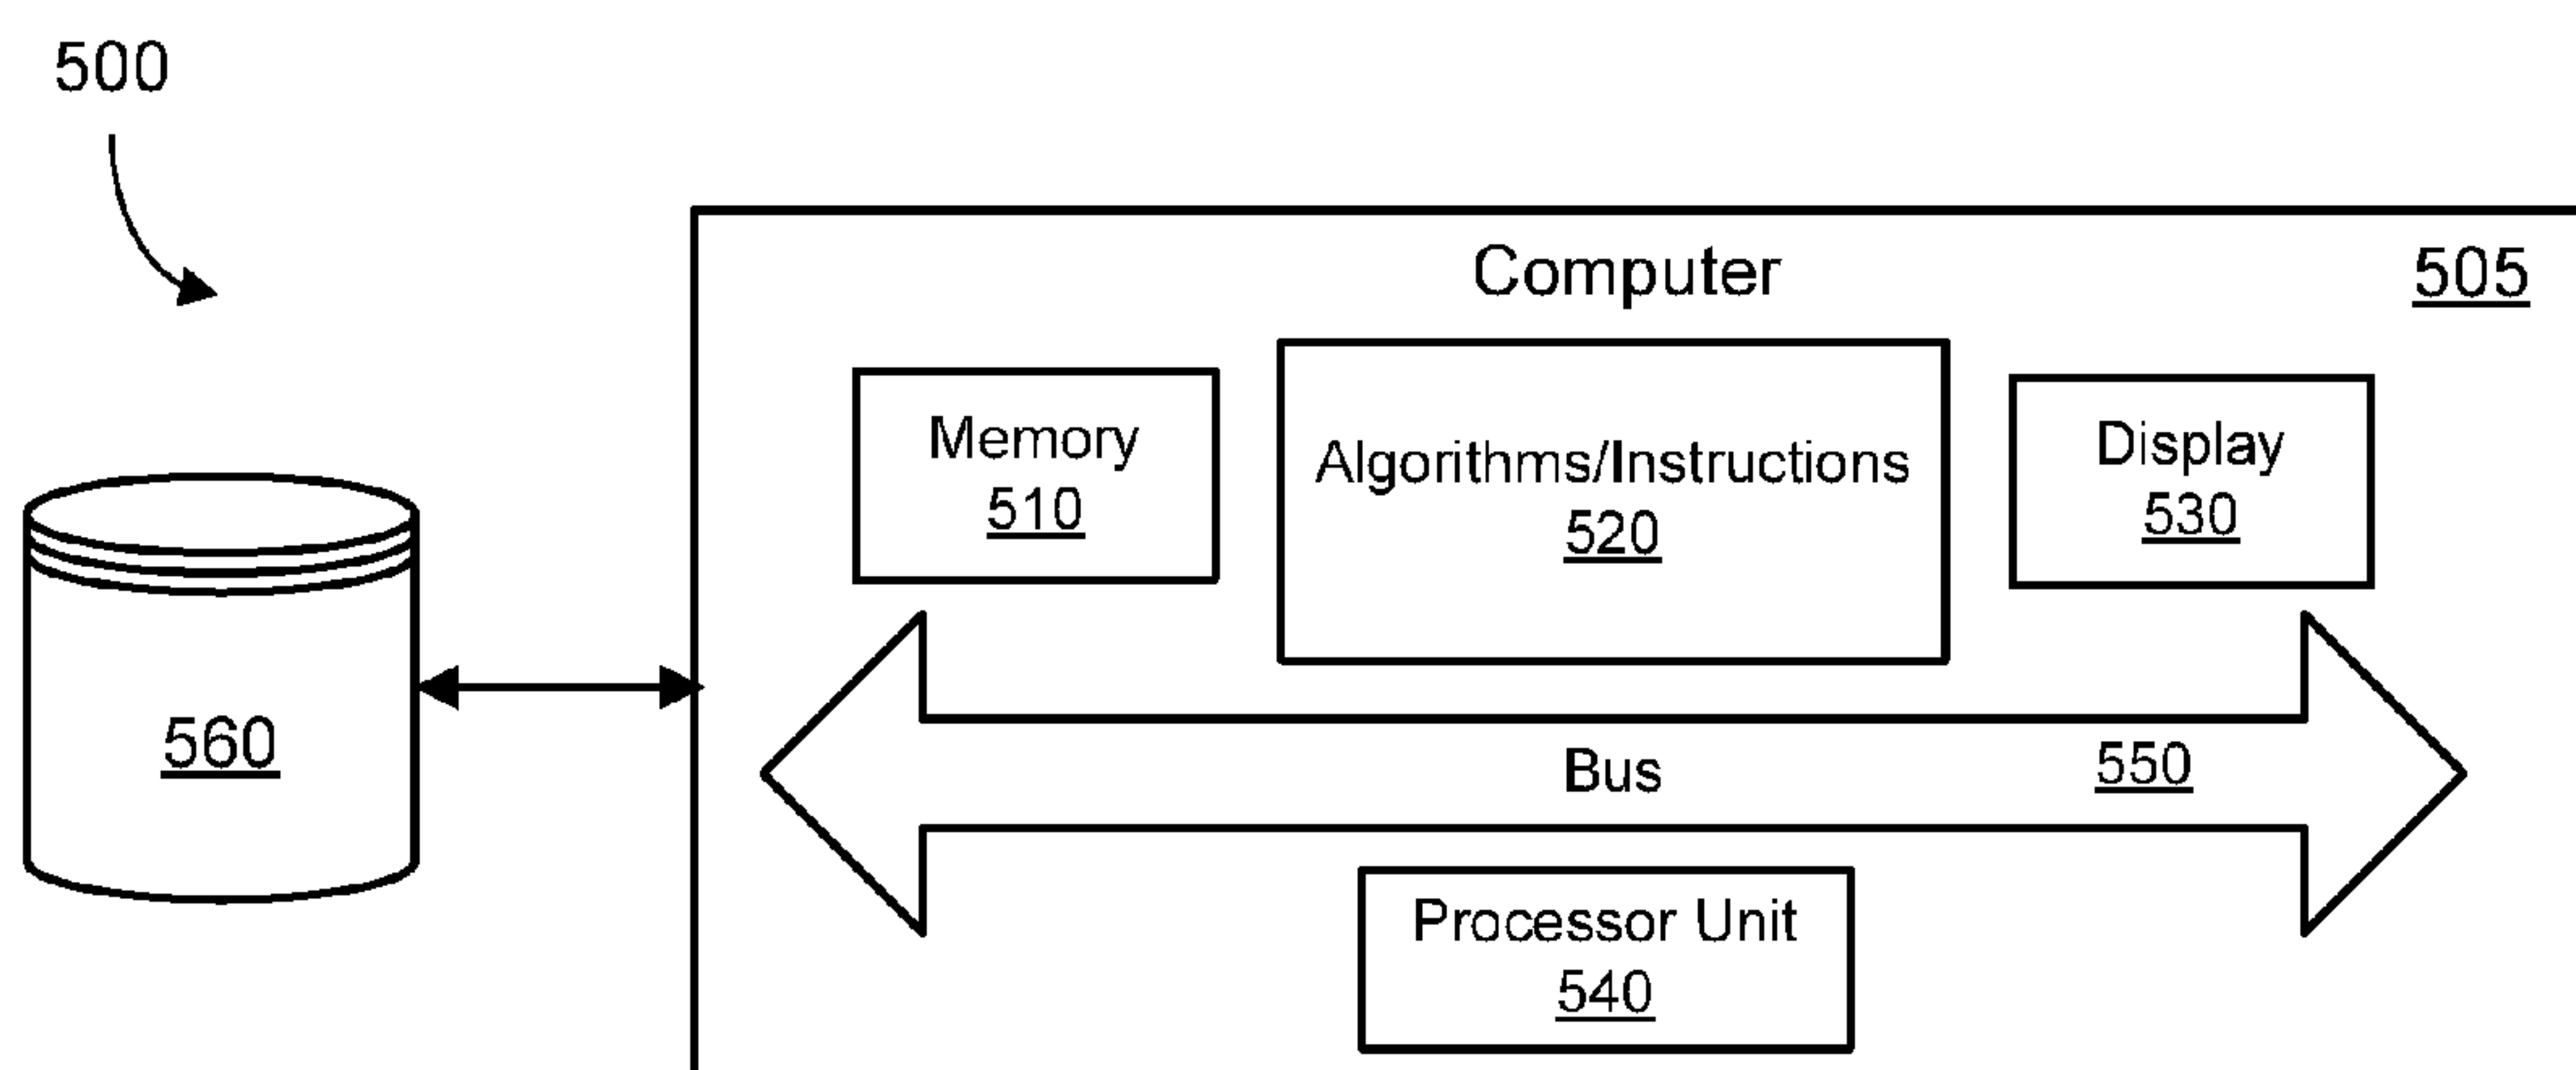 500
Computer
505
Memory
510
Algorithms/Instructions
520
Display
530
560
Bus
550
Processor Unit
540